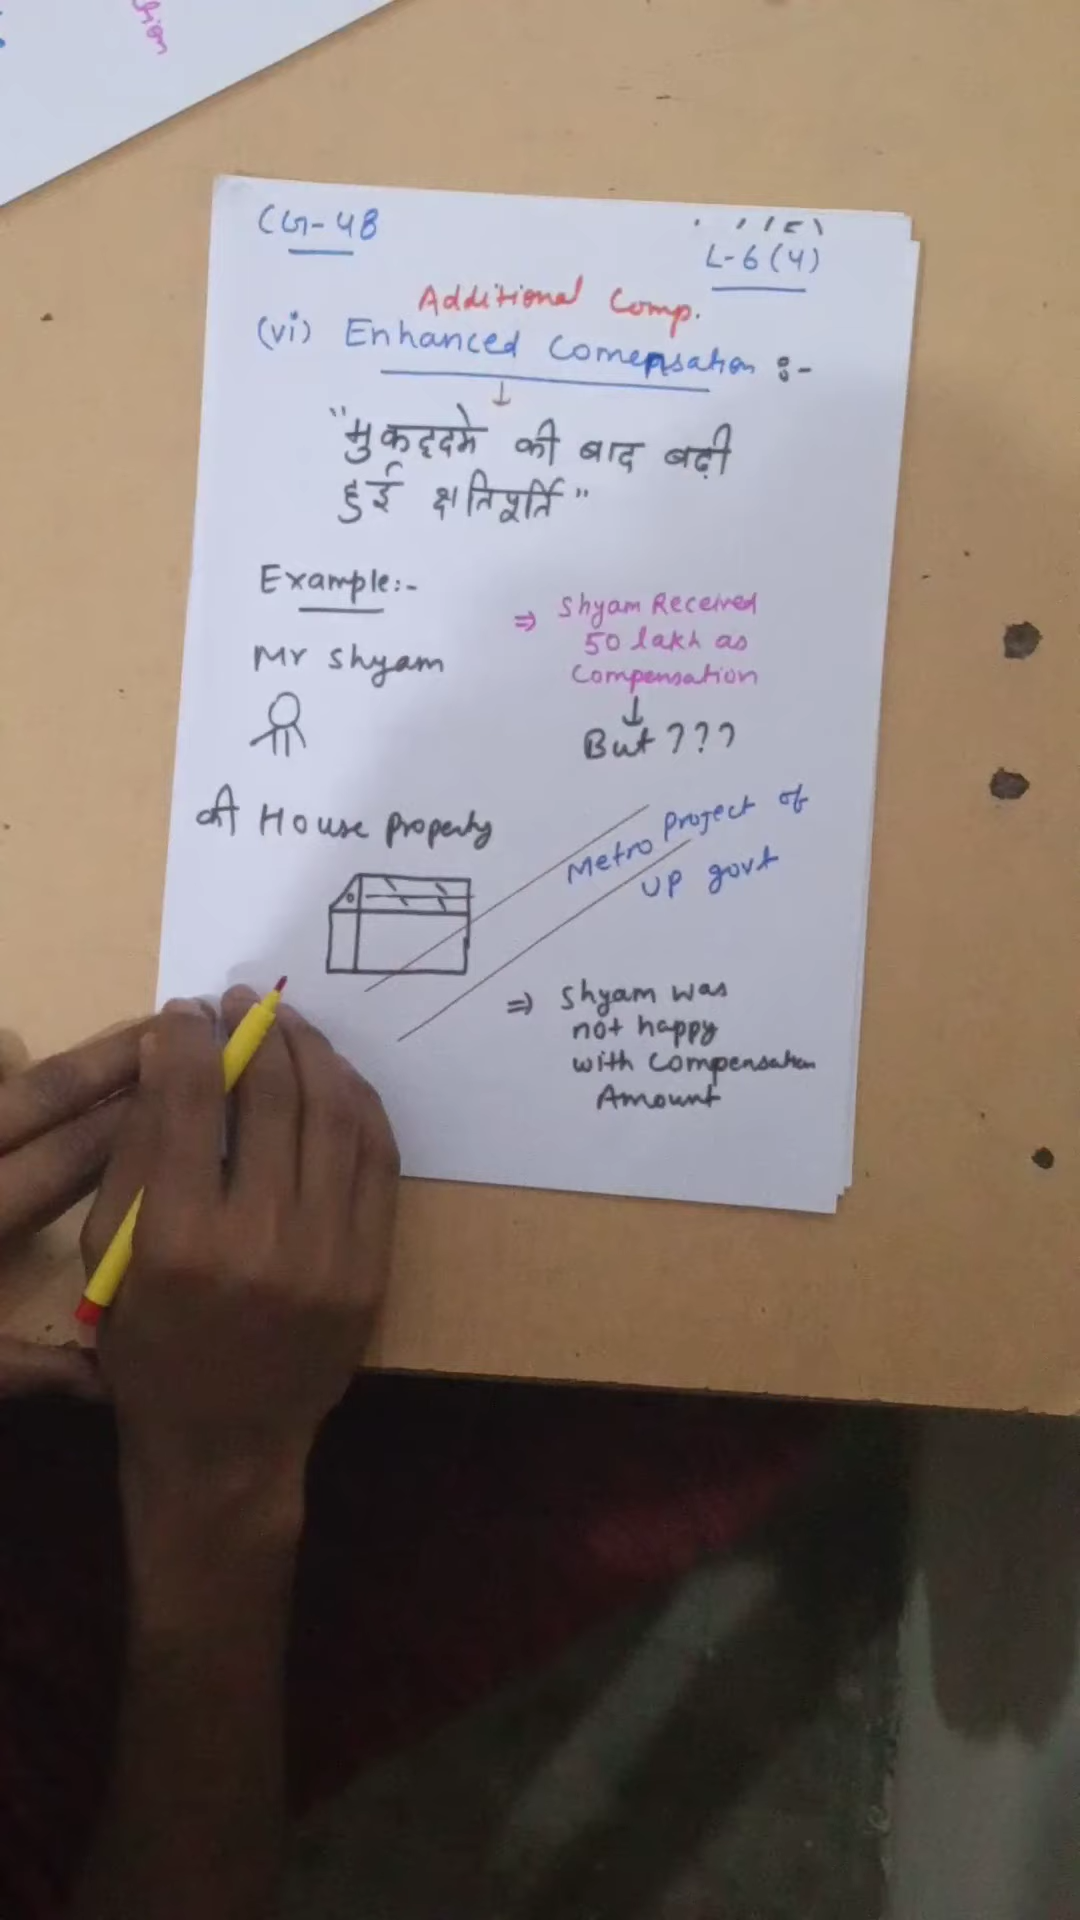 CG-48
L-6(4)
Additional Comp.
(vi) Enhanced Comensation :-
"मुकद्दमे की बाद बढ़ी
हुई क्षतिपूर्ति"
Example:-
Mr Shyam
की House property
⇒ Shyam Received
50 lakh as
Compensation
But ???
Metro project of
UP govt
⇒ Shyam was
not happy
with compensation
Amount